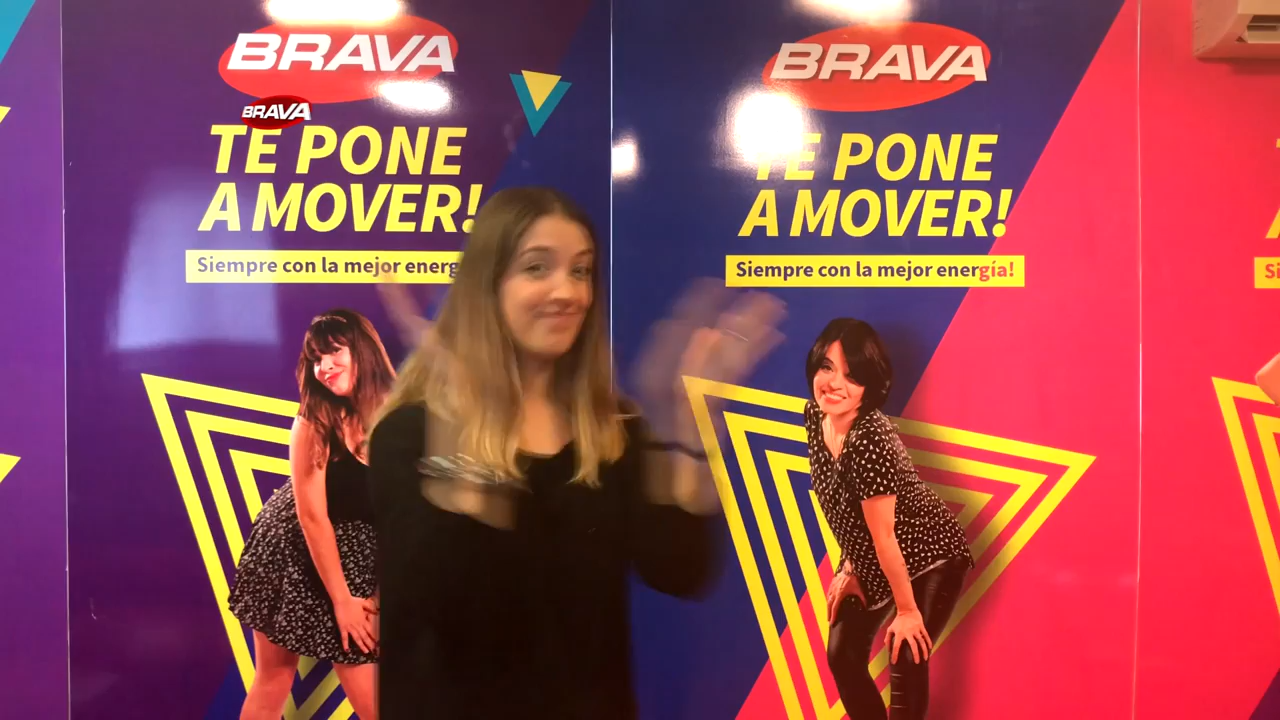 BRAVA
BRAVA
TE PONE
A MOVER!
Siempre con la mejor energ
BRAVA
TE PONE
A MOVER!
Siempre con la mejor energía!
Si